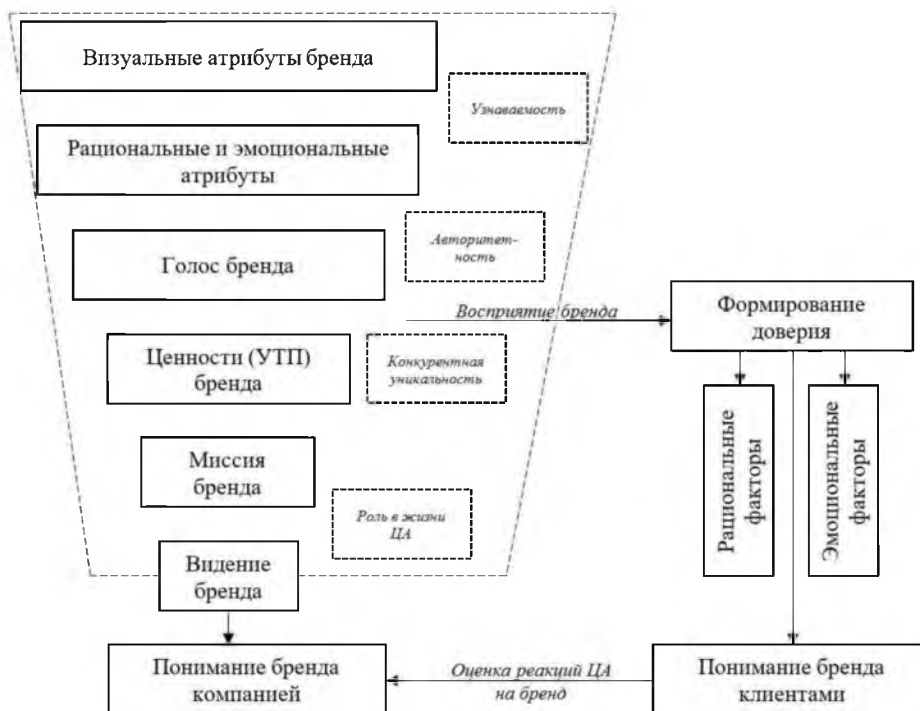 Визуальные атрибуты бренда
Узнаваемость
Рациональные и эмоциональные
атрибуты
Авторитет-
ность
Голос бренда
Восприятие бренда
Формирование
доверия
Ценности (УТП)
бренда
Конкурентная
уникальность
Рациональные
факторы
Эмоциональные
факторы
Миссия
бренда
Роль в жизни
ЦА
Видение
бренда
Понимание бренда
компанией
Оценка реакций ЦА
на бренд
Понимание бренда
клиентами